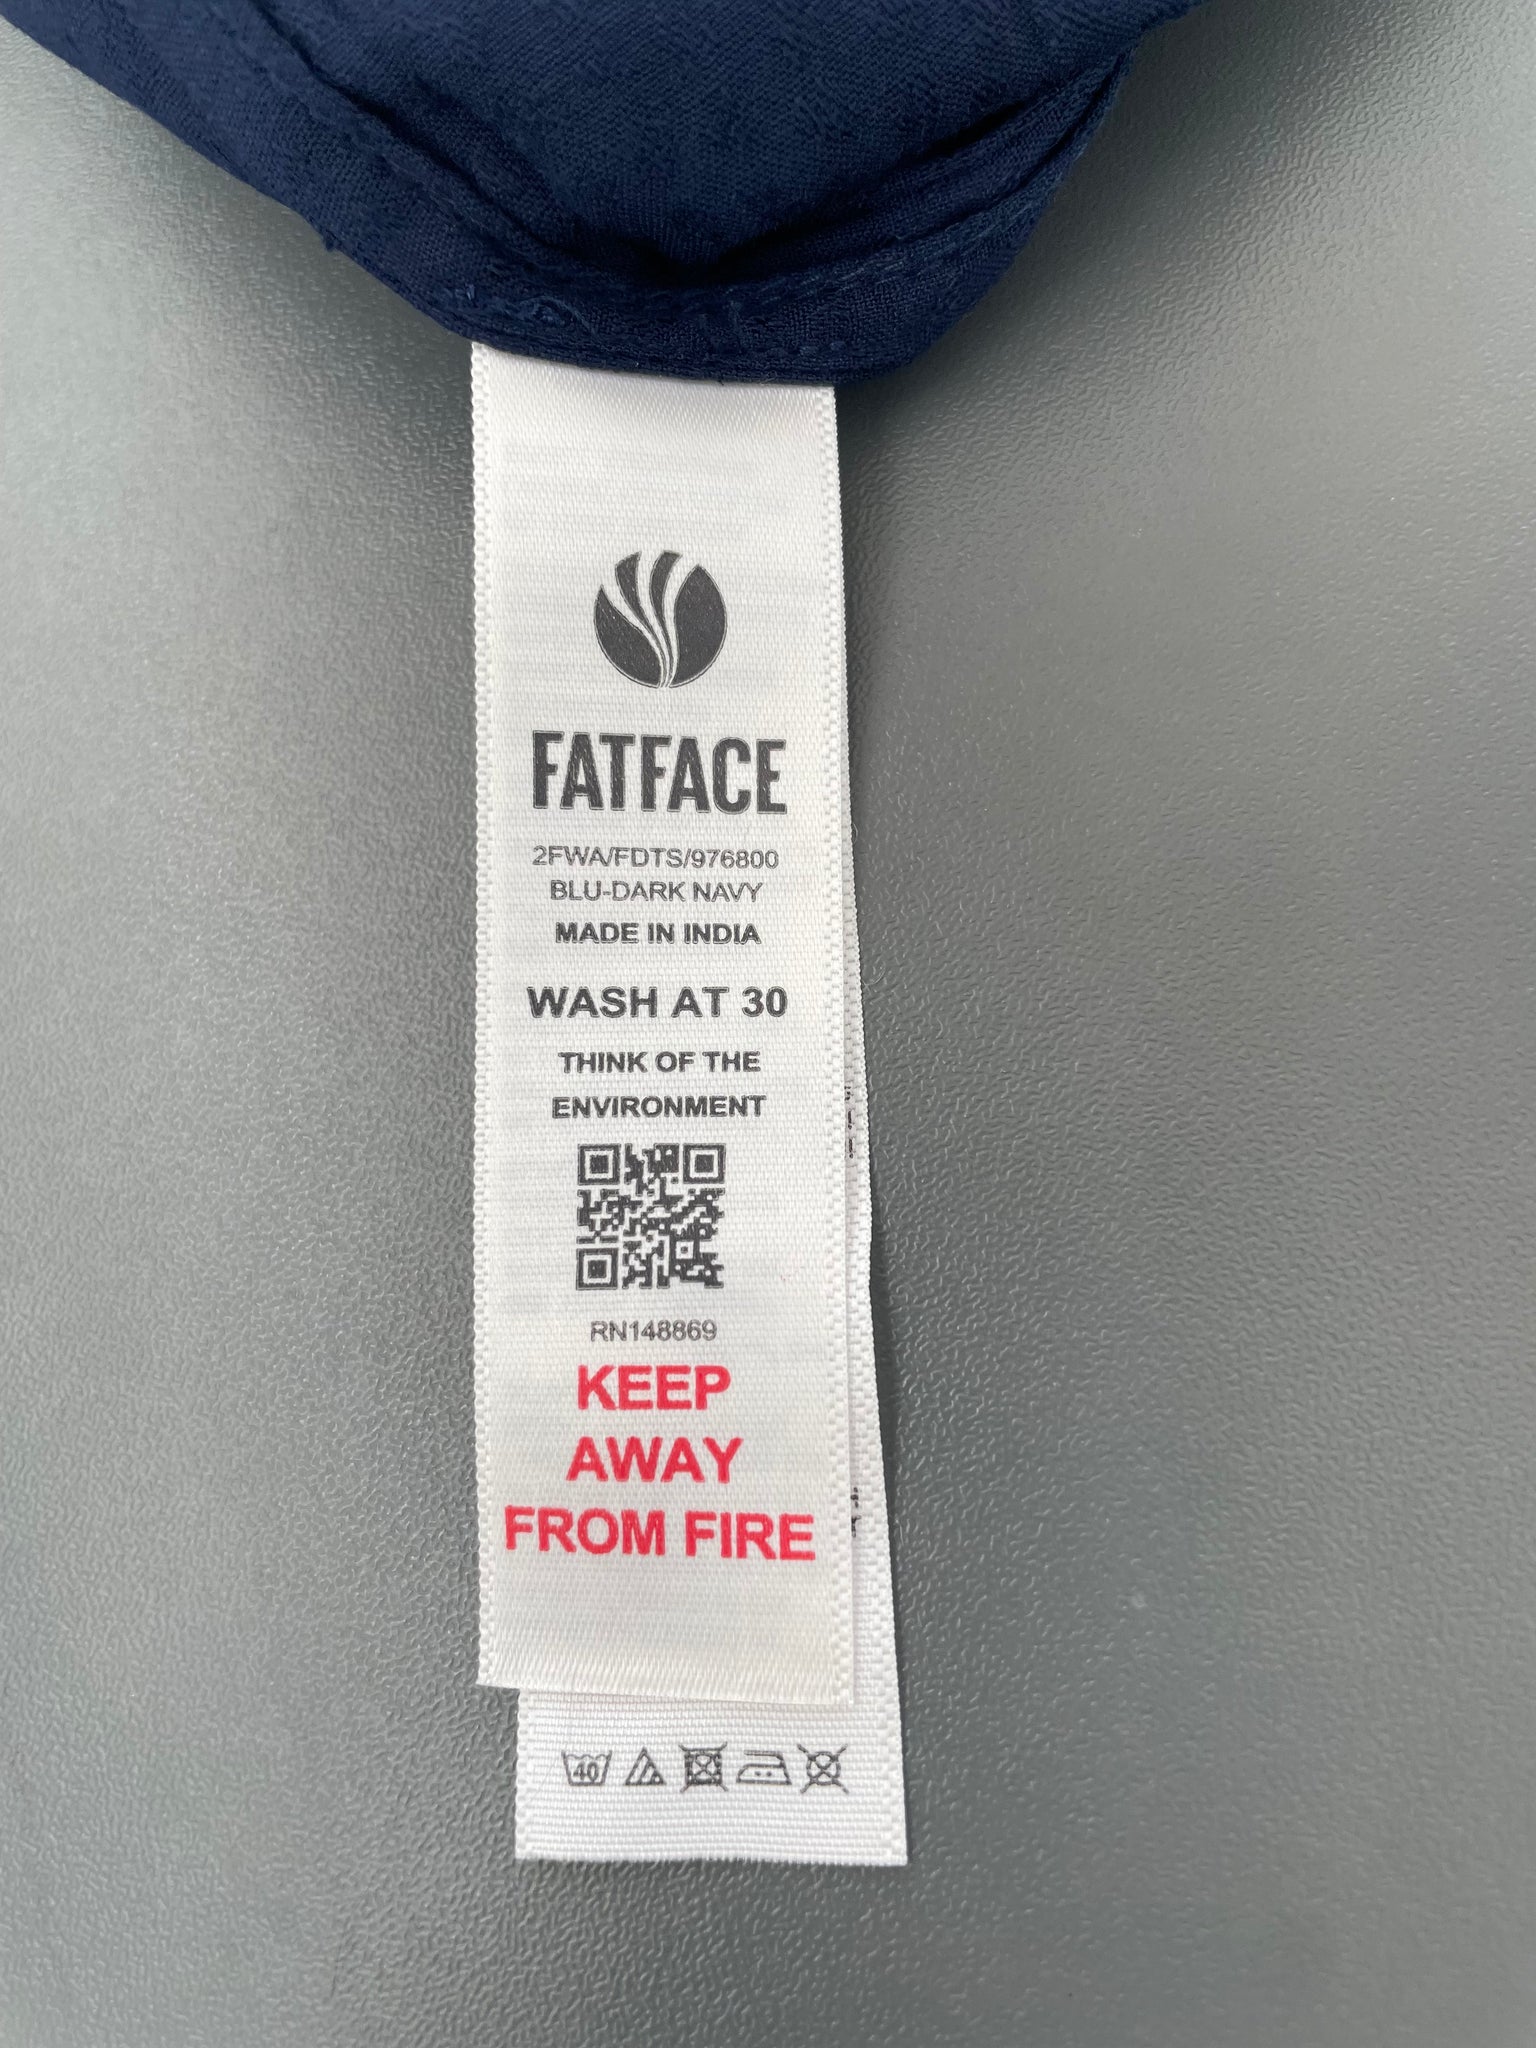 FATFACE
2FWA/FDTS/976800
BLU-DARK NAVY
MADE IN INDIA
WASH AT 30
THINK OF THE
ENVIRONMENT
RN148869
KEEP
AWAY
FROM FIRE
40